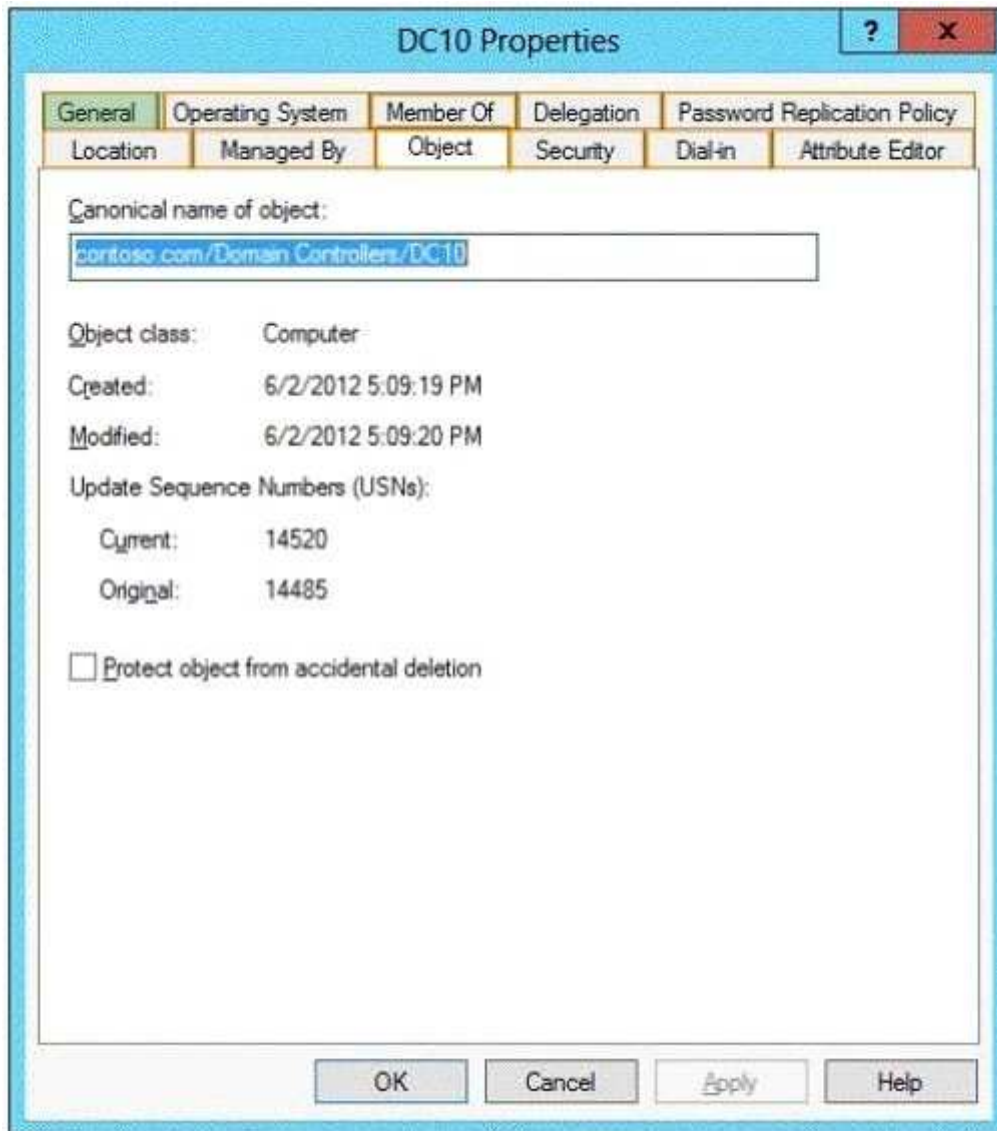 DC10 Properties
?
X
General Operating System Member Of Delegation Password Replication Policy
Location Managed By Object Security Dial-in Attribute Editor
Canonical name of object:
contoso.com/Domain Controllers/DC10
Object class: Computer
Created: 6/2/2012 5:09:19 PM
Modified: 6/2/2012 5:09:20 PM
Update Sequence Numbers (USNs):
Current: 14520
Original: 14485
Protect object from accidental deletion
OK Cancel Apply Help